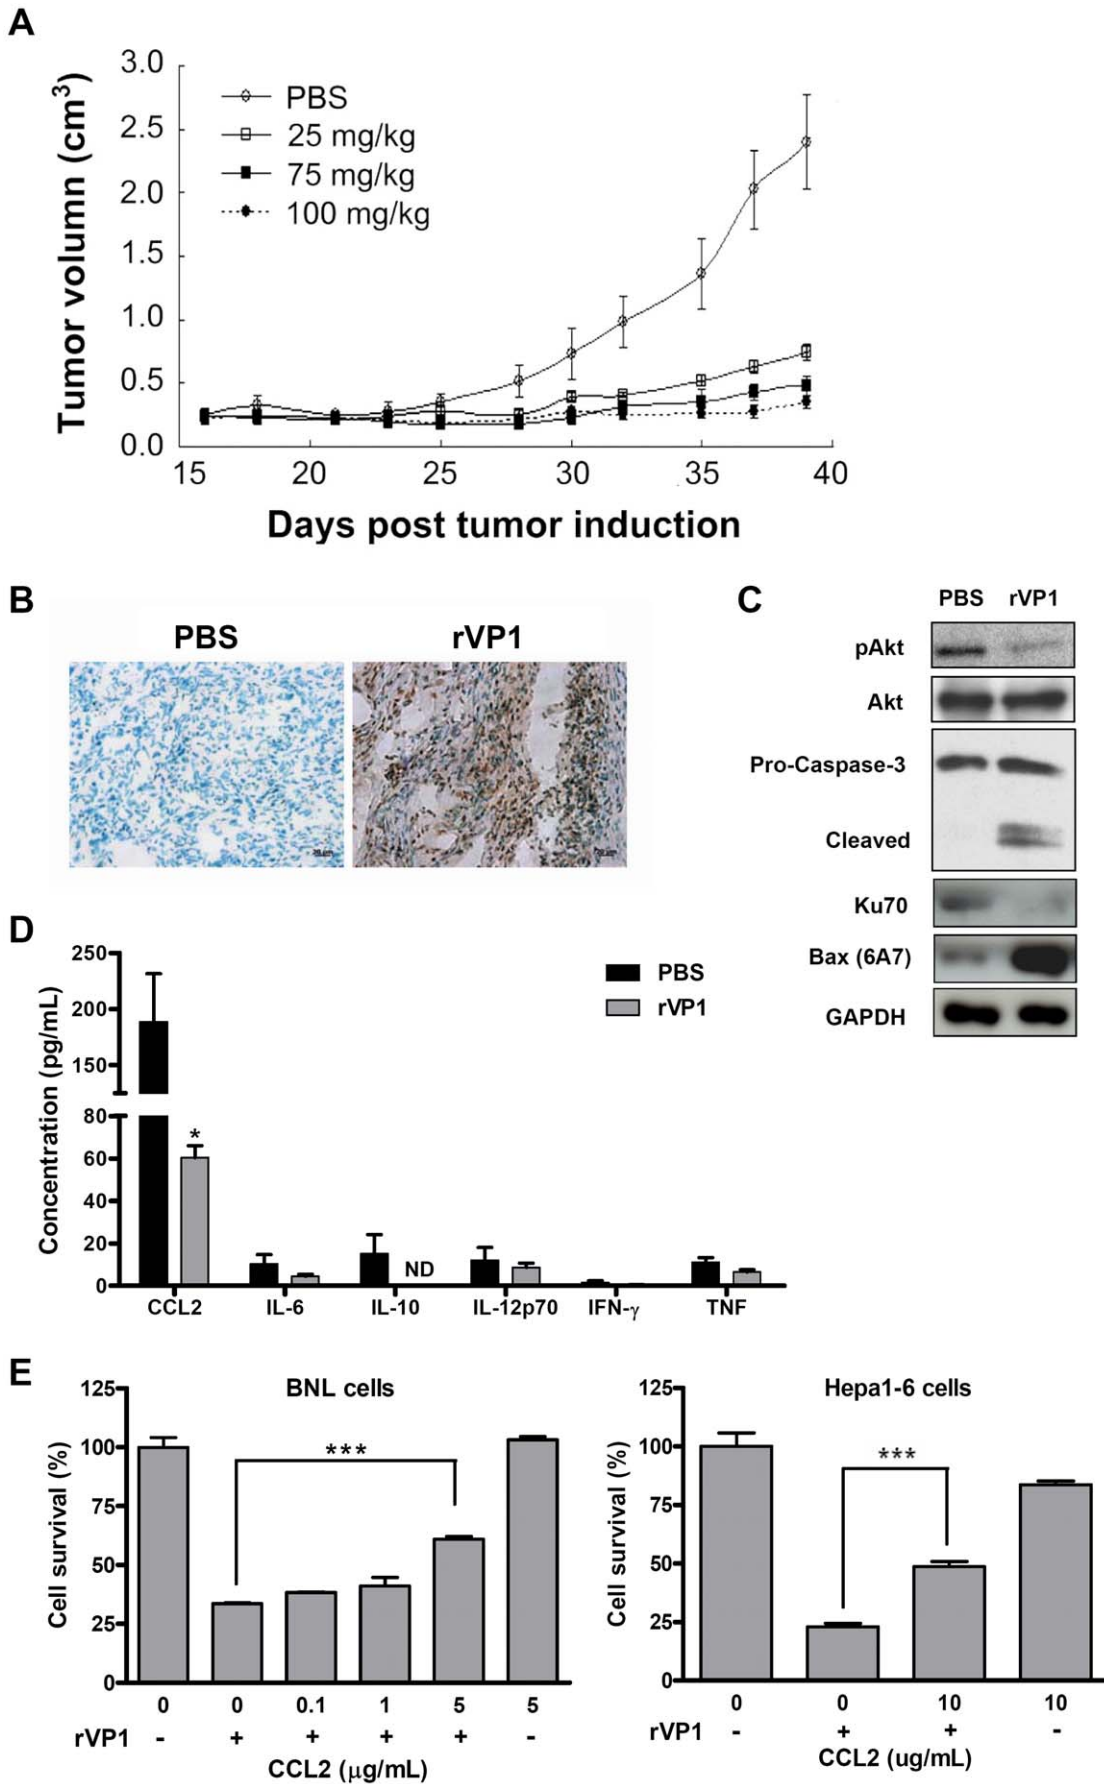 A
Tumor volumn (cm³)
3.0
2.5
2.0
1.5
1.0
0.5
0.0
PBS
25 mg/kg
75 mg/kg
100 mg/kg
15 20 25 30 35 40
Days post tumor induction
B
PBS rVP1
C
PBS rVP1
pAkt
Akt
Pro-Caspase-3
Cleaved
Ku70
Bax (6A7)
GAPDH
D
Concentration (pg/mL)
250
200
150
80
60
40
20
0
PBS
rVP1
*
ND
CCL2 IL-6 IL-10 IL-12p70 IFN-γ TNF
E
BNL cells
Cell survival (%)
125
100
75
50
25
0
***
0 0 0.1 1 5 5
rVP1 - + + + + -
CCL2 (μg/mL)
Hepa1-6 cells
Cell survival (%)
125
100
75
50
25
0
***
0 0 10 10
rVP1 - + + -
CCL2 (ug/mL)